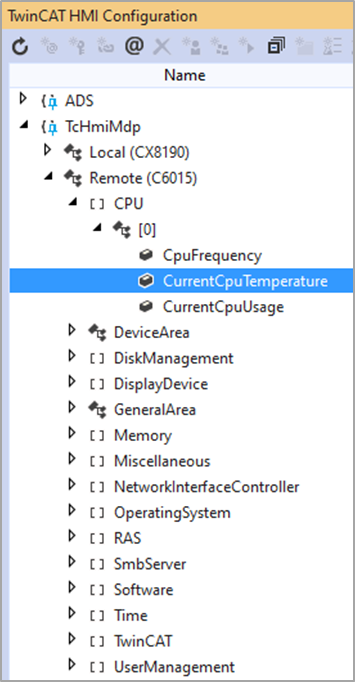 TwinCAT HMI Configuration
Name
ADS
TcHmiMdp
Local (CX8190)
Remote (C6015)
CPU
[0]
CpuFrequency
CurrentCpuTemperature
CurrentCpuUsage
DeviceArea
DiskManagement
DisplayDevice
GeneralArea
Memory
Miscellaneous
NetworkInterfaceController
OperatingSystem
RAS
SmbServer
Software
Time
TwinCAT
UserManagement